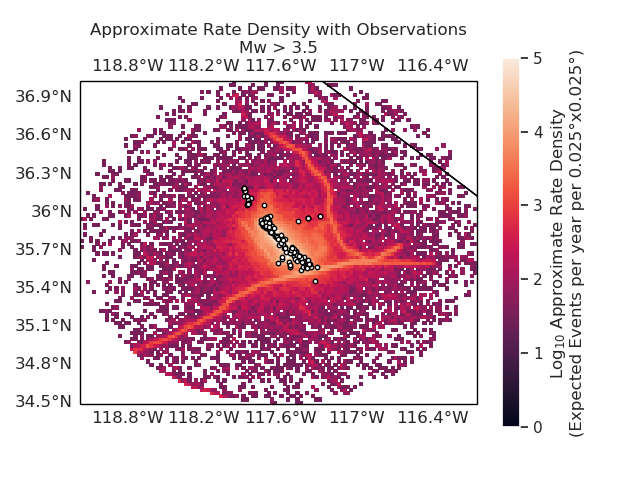 Approximate Rate Density with Observations
Mw > 3.5
118.8°W 118.2°W 117.6°W 117°W 116.4°W
36.9°N
36.6°N
36.3°N
36°N
35.7°N
35.4°N
35.1°N
34.8°N
34.5°N
118.8°W 118.2°W 117.6°W 117°W 116.4°W
5
4
3
2
1
0
Log₁₀ Approximate Rate Density
(Expected Events per year per 0.025°x0.025°)